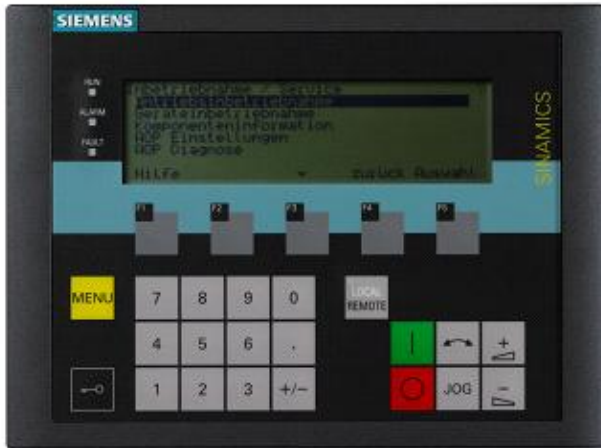 SIEMENS
RUN
ALARM
FAULT
Inbetriebnahme / Service
Antriebsinbetriebnahme
Geräteinbetriebnahme
Komponenteninformation
AOP Einstellungen
AOP Diagnose
Hilfe zurück Auswahl
SINAMICS
F1 F2 F3 F4 F5
MENU 7 8 9 0 LOCAL
REMOTE
4 5 6 .
1 2 3 +/− JOG
+
−